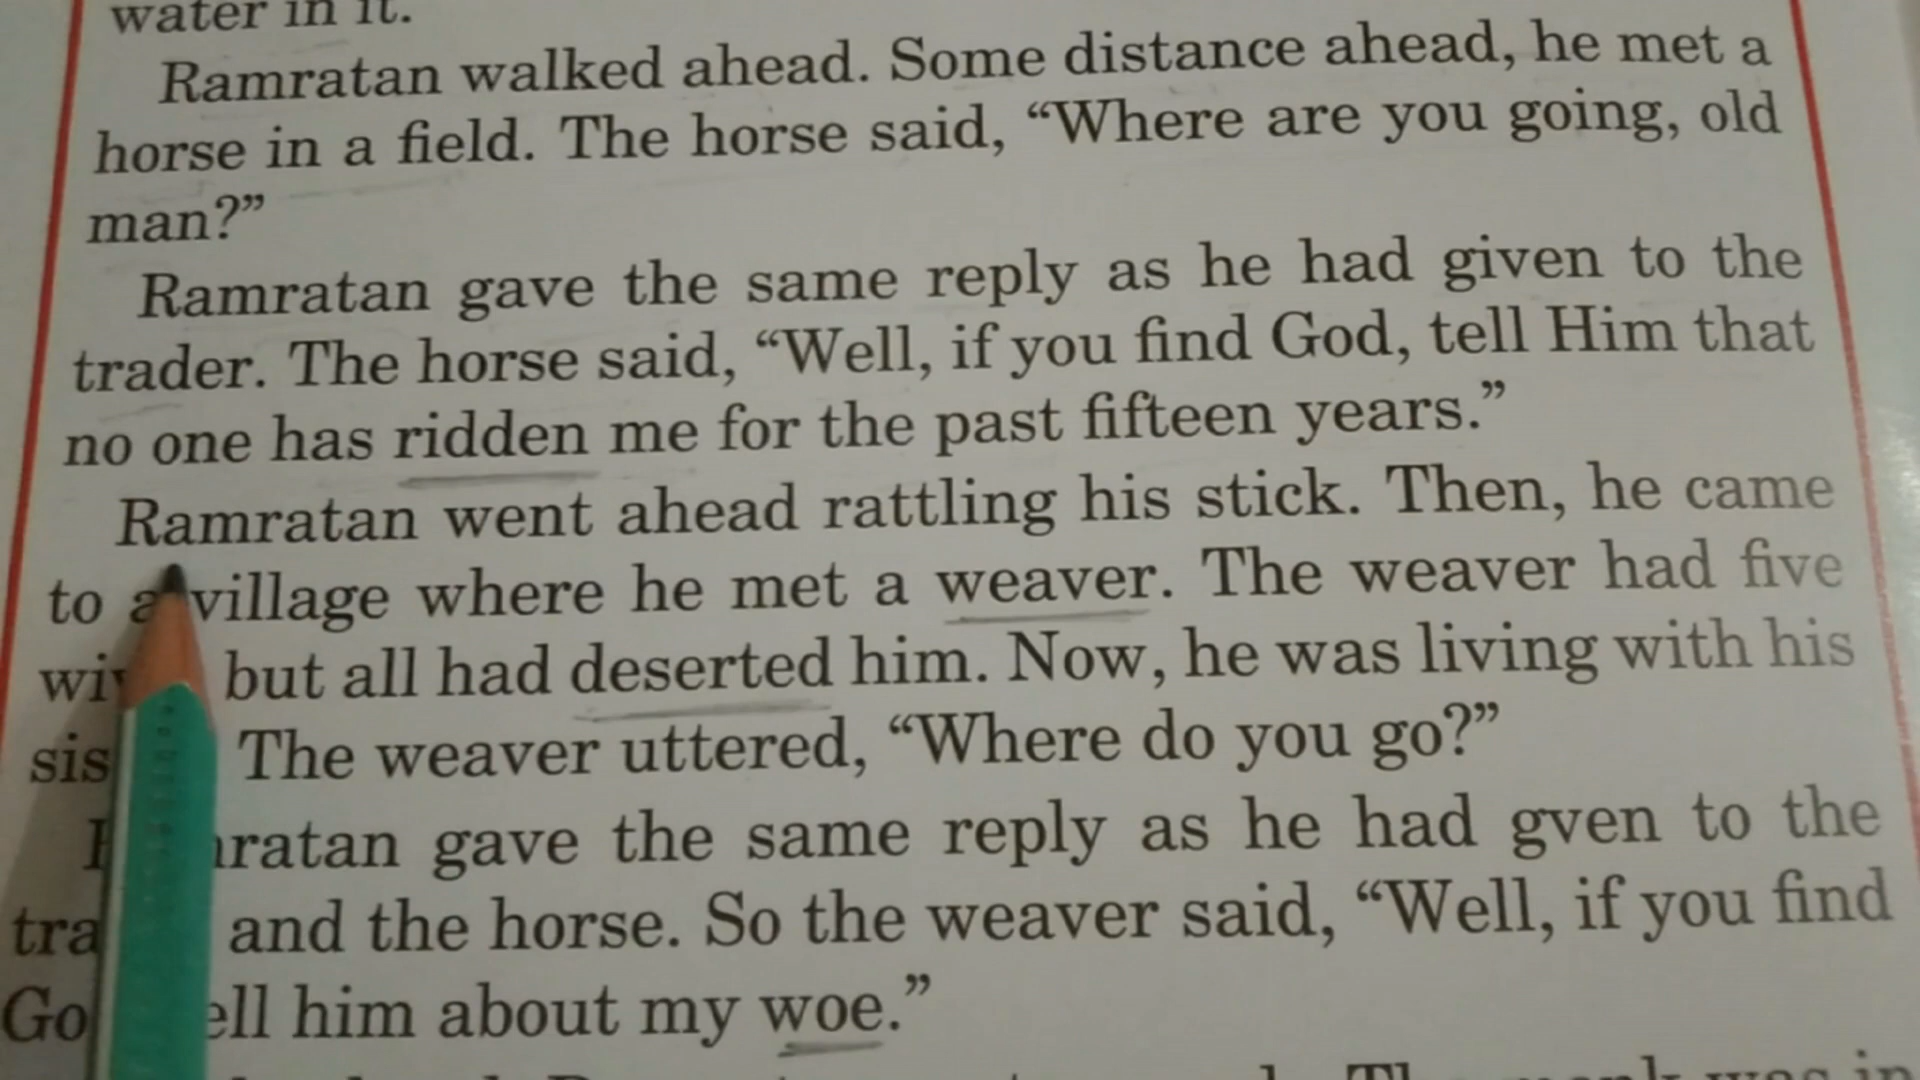 water in it.
Ramratan walked ahead. Some distance ahead, he met a
horse in a field. The horse said, “Where are you going, old
man?”
Ramratan gave the same reply as he had given to the
trader. The horse said, “Well, if you find God, tell Him that
no one has ridden me for the past fifteen years.”
Ramratan went ahead rattling his stick. Then, he came
to a village where he met a weaver. The weaver had five
but all had deserted him. Now, he was living with his
The weaver uttered, “Where do you go?”
gave the same reply as he had gven to the
and the horse. So the weaver said, “Well, if you find
him about my woe.”